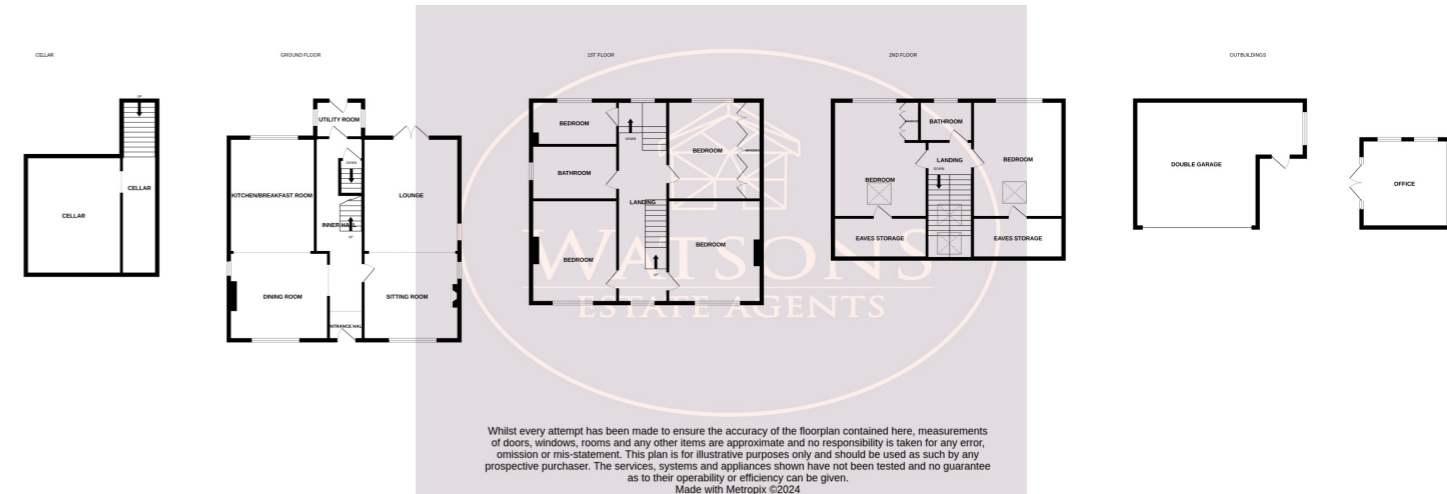 CELLAR
GROUND FLOOR
1ST FLOOR
2ND FLOOR
OUTBUILDINGS
UP
CELLAR
CELLAR
UTILITY ROOM
DOWN
KITCHEN/BREAKFAST ROOM
LOUNGE
INNER HALL
UP
DINING ROOM
SITTING ROOM
ENTRANCE HALL
BEDROOM
DOWN
BEDROOM
BATHROOM
LANDING
BEDROOM
BEDROOM
BATHROOM
LANDING
DOWN
BEDROOM
BEDROOM
EAVES STORAGE
EAVES STORAGE
DOUBLE GARAGE
OFFICE
WATSONS
ESTATE AGENTS
Whilst every attempt has been made to ensure the accuracy of the floorplan contained here, measurements
of doors, windows, rooms and any other items are approximate and no responsibility is taken for any error,
omission or mis-statement. This plan is for illustrative purposes only and should be used as such by any
prospective purchaser. The services, systems and appliances shown have not been tested and no guarantee
as to their operability or efficiency can be given.
Made with Metropix ©2024